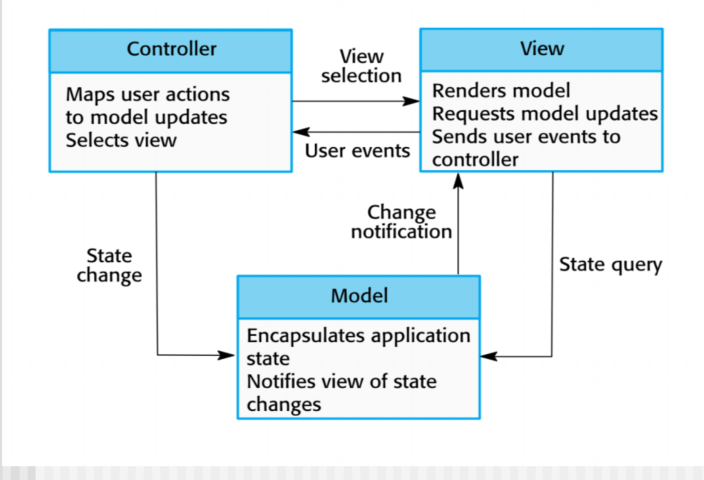 Controller
Maps user actions
to model updates
Selects view
View
selection
User events
View
Renders model
Requests model updates
Sends user events to
controller
State
change
Change
notification
State query
Model
Encapsulates application
state
Notifies view of state
changes